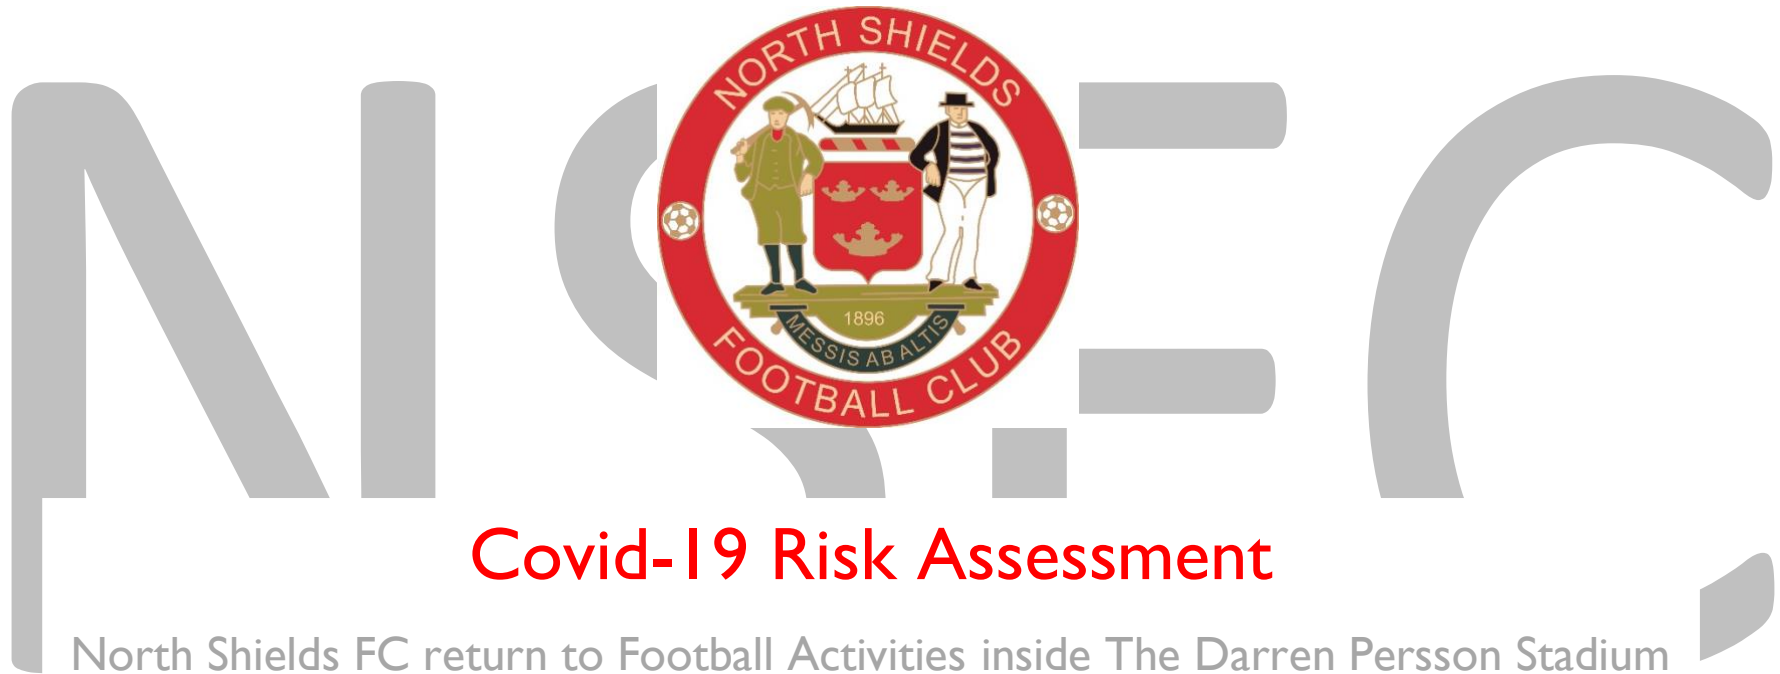 NSFC
NORTH SHIELDS
1896
MESSIS AB ALTIS
FOOTBALL CLUB
Covid-19 Risk Assessment
North Shields FC return to Football Activities inside The Darren Persson Stadium